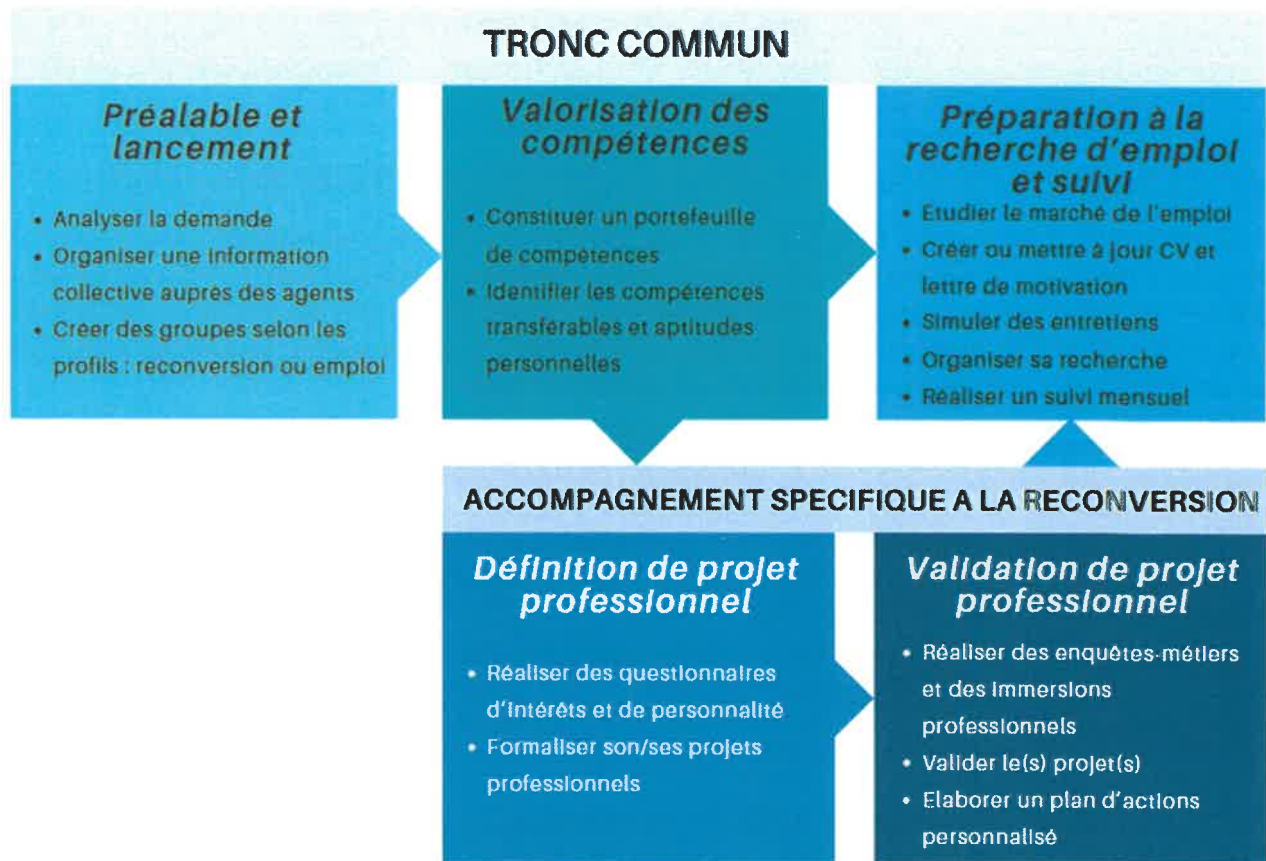 TRONC COMMUN
Préalable et
lancement
• Analyser la demande
• Organiser une information
collective auprès des agents
• Créer des groupes selon les
profils : reconversion ou emploi
Valorisation des
compétences
• Constituer un portefeuille
de compétences
• Identifier les compétences
transférables et aptitudes
personnelles
Préparation à la
recherche d'emploi
et suivi
• Etudier le marché de l'emploi
• Créer ou mettre à jour CV et
lettre de motivation
• Simuler des entretiens
• Organiser sa recherche
• Réaliser un suivi mensuel
ACCOMPAGNEMENT SPECIFIQUE A LA RECONVERSION
Définition de projet
professionnel
• Réaliser des questionnaires
d'intérêts et de personnalité
• Formaliser son/ses projets
professionnels
Validation de projet
professionnel
• Réaliser des enquêtes-métiers
et des immersions
professionnels
• Valider le(s) projet(s)
• Elaborer un plan d'actions
personnalisé